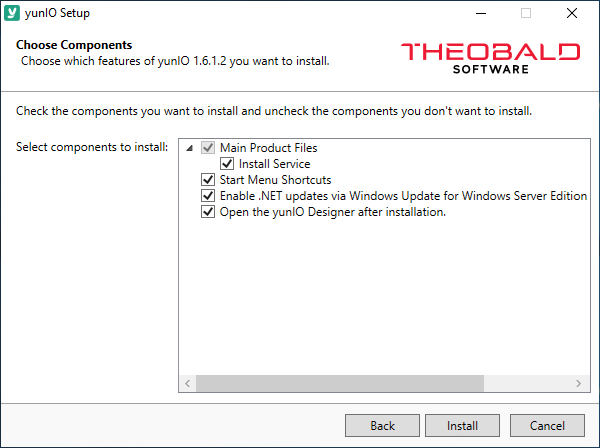 yunIO Setup
Choose Components
Choose which features of yunIO 1.6.1.2 you want to install.
THEOBALD
SOFTWARE
Check the components you want to install and uncheck the components you don't want to install.
Select components to install:
Main Product Files
Install Service
Start Menu Shortcuts
Enable .NET updates via Windows Update for Windows Server Edition
Open the yunIO Designer after installation.
Back
Install
Cancel